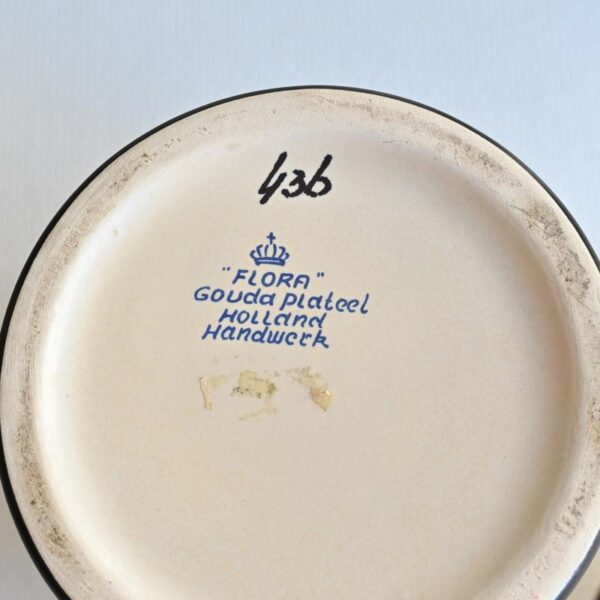 436
"FLORA"
Gouda plateel
Holland
Handwerk